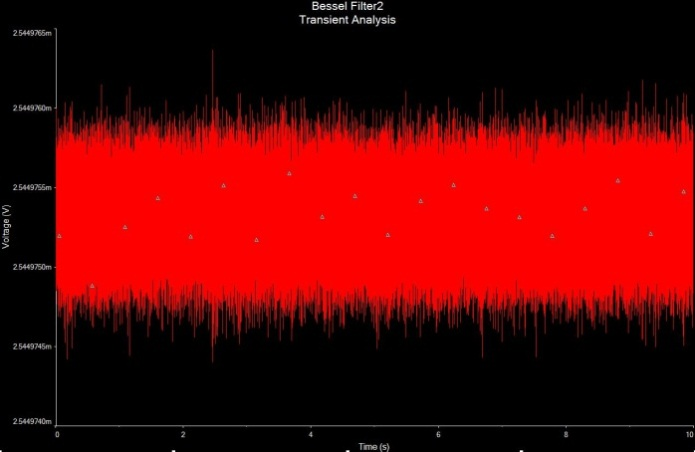 Bessel Filter2
Transient Analysis
2.5449765m
2.5449760m
2.5449755m
2.5449750m
2.5449745m
2.5449740m
Voltage (V)
0 2 4 6 8 10
Time (s)